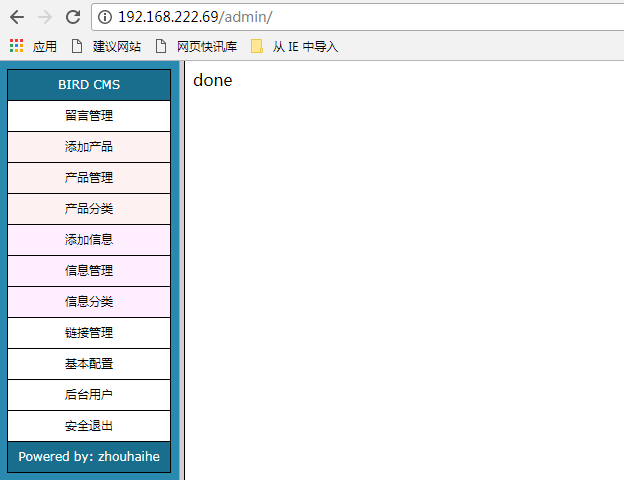 192.168.222.69/admin/
应用 建议网站 网页快讯库 从 IE 中导入
BIRD CMS
done
留言管理
添加产品
产品管理
产品分类
添加信息
信息管理
信息分类
链接管理
基本配置
后台用户
安全退出
Powered by: zhouhaihe